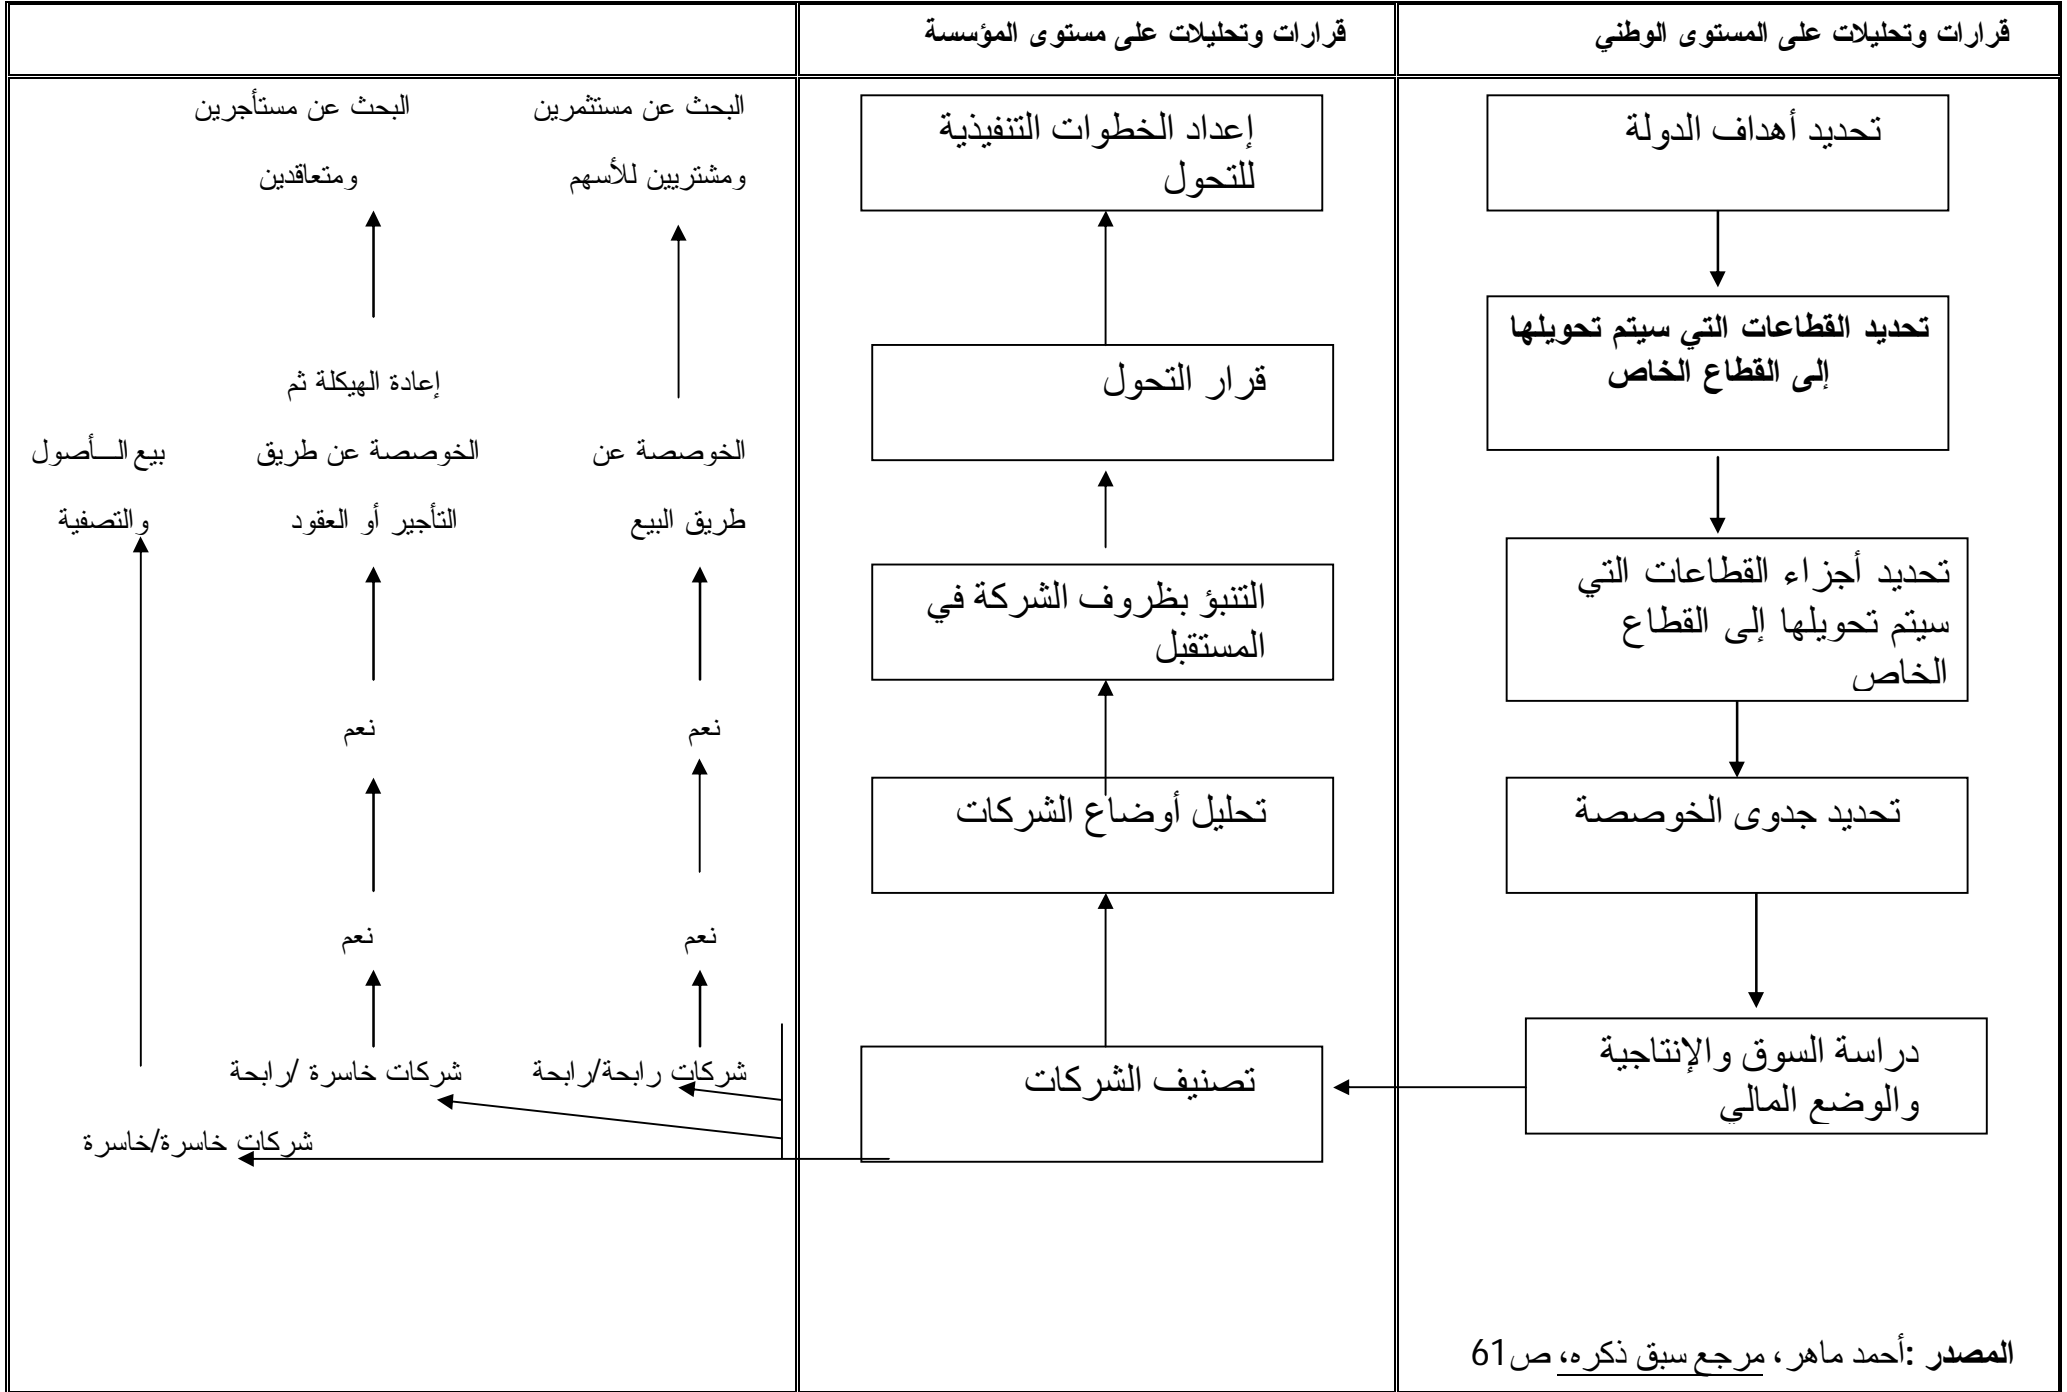 قرارات وتحليلات على المستوى الوطني
قرارات وتحليلات على مستوى المؤسسة
تحديد أهداف الدولة
تحديد القطاعات التي سيتم تحويلها
إلى القطاع الخاص
تحديد أجزاء القطاعات التي
سيتم تحويلها إلى القطاع
الخاص
تحديد جدوى الخوصصة
دراسة السوق والإنتاجية
والوضع المالي
إعداد الخطوات التنفيذية
للتحول
قرار التحول
التنبؤ بظروف الشركة في
المستقبل
تحليل أوضاع الشركات
تصنيف الشركات
البحث عن مستثمرين
ومشتريين للأسهم
الخوصصة عن
طريق البيع
نعم
نعم
شركات رابحة/رابحة
البحث عن مستأجرين
ومتعاقدين
إعادة الهيكلة ثم
الخوصصة عن طريق
التأجير أو العقود
نعم
نعم
شركات خاسرة /رابحة
بيع الـــأصول
والتصفية
شركات خاسرة/خاسرة
المصدر :أحمد ماهر، مرجع سبق ذكره، ص61